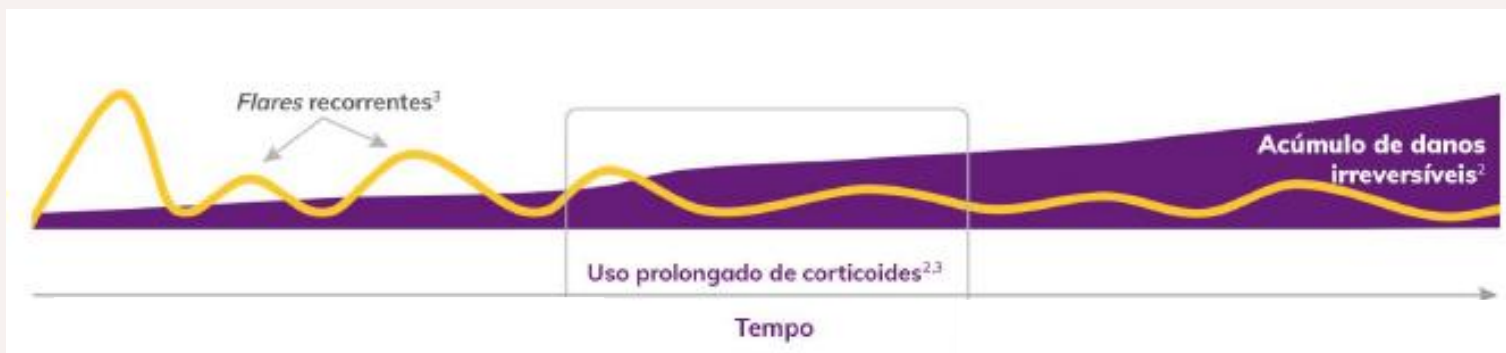 Flares recorrentes³
Acúmulo de danos
irreversíveis²
Uso prolongado de corticoides²,³
Tempo